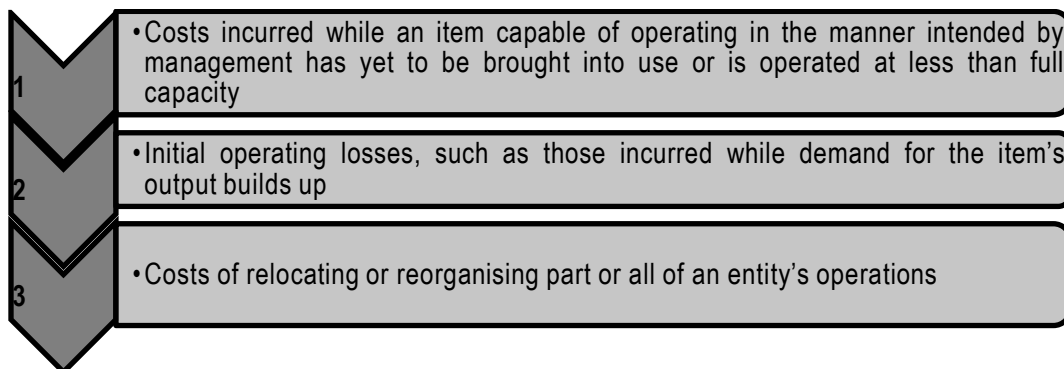 1
•Costs incurred while an item capable of operating in the manner intended by
management has yet to be brought into use or is operated at less than full
capacity
2
•Initial operating losses, such as those incurred while demand for the item's
output builds up
3
•Costs of relocating or reorganising part or all of an entity's operations